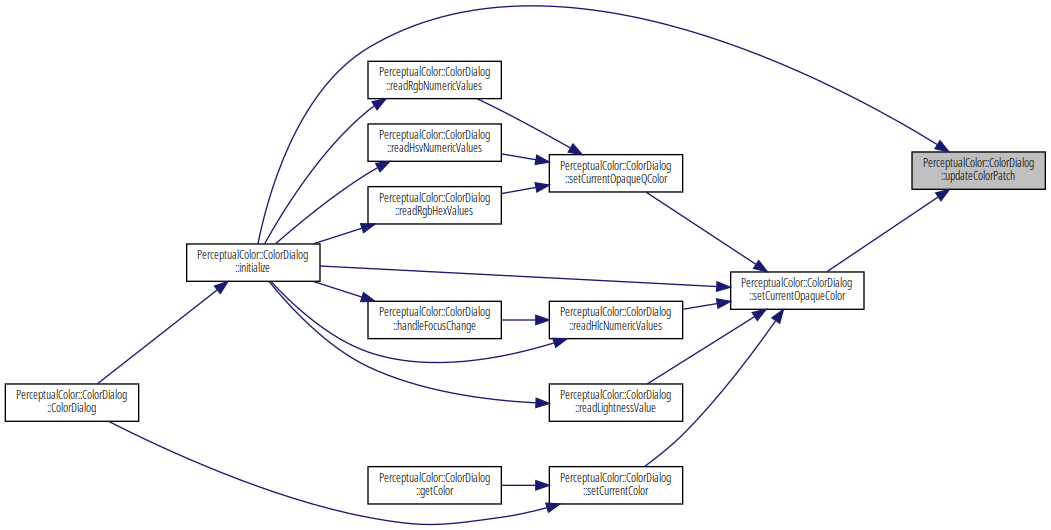 PerceptualColor::ColorDialog
::readRgbNumericValues
PerceptualColor::ColorDialog
::readHsvNumericValues
PerceptualColor::ColorDialog
::setCurrentOpaqueQColor
PerceptualColor::ColorDialog
::updateColorPatch
PerceptualColor::ColorDialog
::readRgbHexValues
PerceptualColor::ColorDialog
::initialize
PerceptualColor::ColorDialog
::setCurrentOpaqueColor
PerceptualColor::ColorDialog
::handleFocusChange
PerceptualColor::ColorDialog
::readHlcNumericValues
PerceptualColor::ColorDialog
::ColorDialog
PerceptualColor::ColorDialog
::readLightnessValue
PerceptualColor::ColorDialog
::getColor
PerceptualColor::ColorDialog
::setCurrentColor